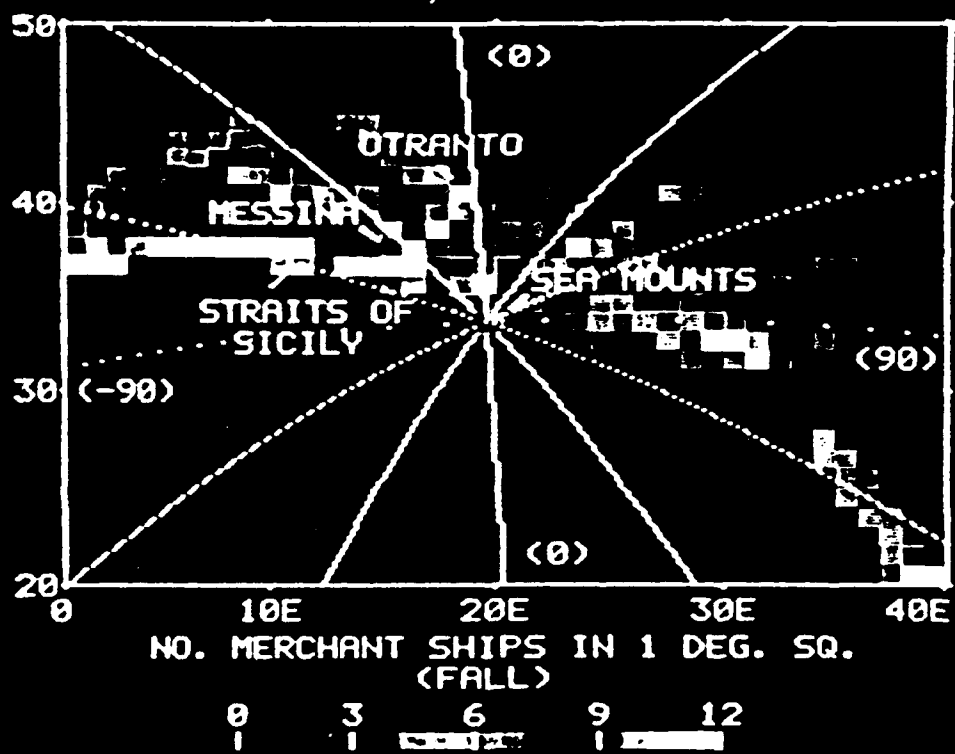 50
(0)
OTRANTO
40
MESSINA
SEA MOUNTS
STRAITS OF
SICILY
(90)
30
(-90)
(0)
20
0 10E 20E 30E 40E
NO. MERCHANT SHIPS IN 1 DEG. SQ.
(FALL)
0 3 6 9 12